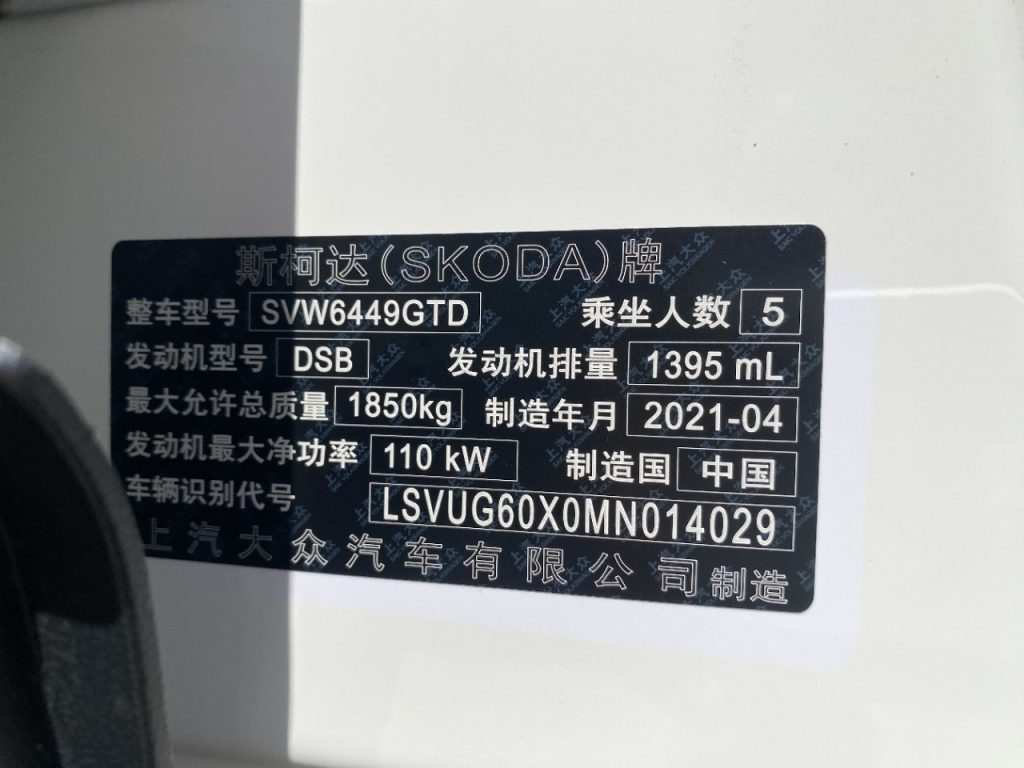 斯柯达(SKODA)牌
整车型号 SVW6449GTD 乘坐人数 5
发动机型号 DSB 发动机排量 1395 mL
最大允许总质量 1850kg 制造年月 2021-04
发动机最大净功率 110 kW 制造国 中国
车辆识别代号 LSVUG60X0MN014029
上汽大众汽车有限公司制造